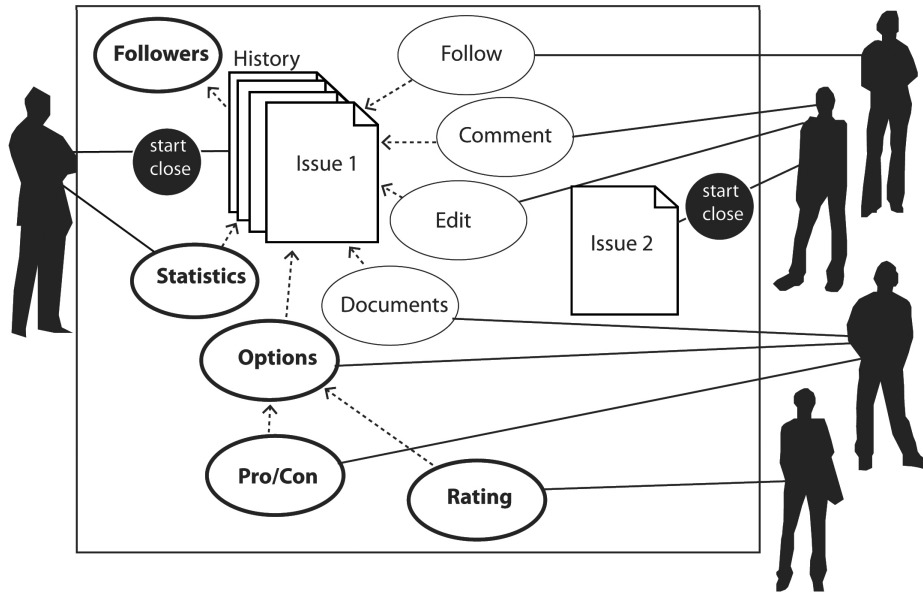 Followers
History
Follow
Comment
start
close
Issue 1
Edit
start
close
Issue 2
Statistics
Documents
Options
Pro/Con
Rating